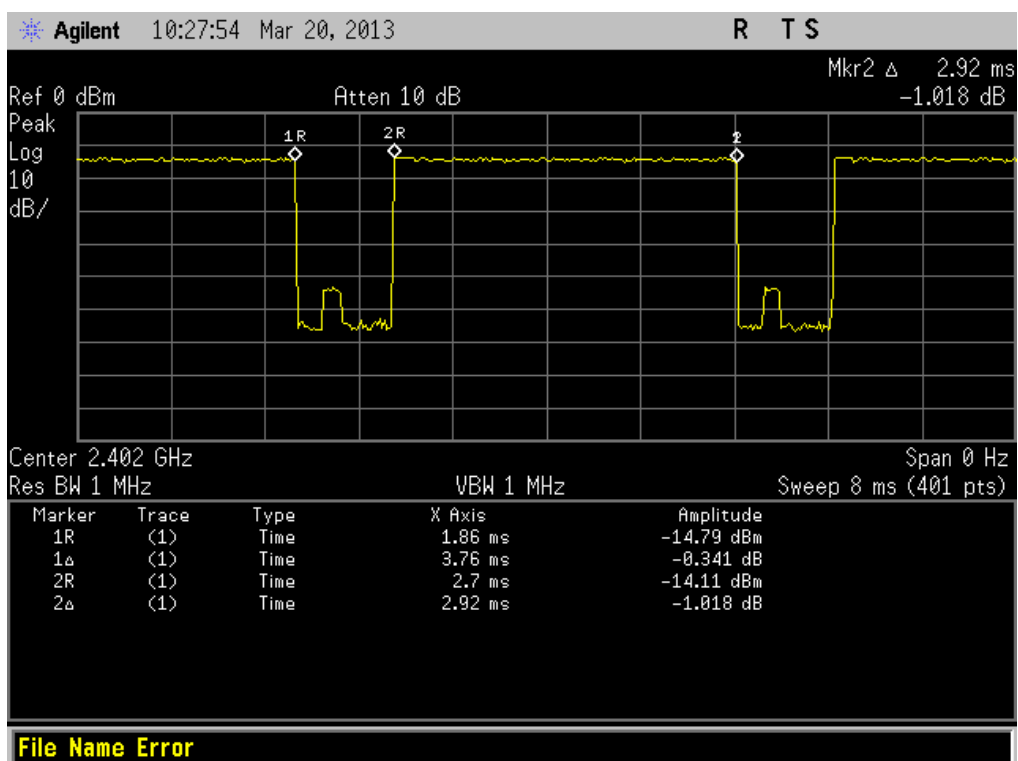 Agilent 10:27:54 Mar 20, 2013 R T S
Mkr2 Δ 2.92 ms
Ref 0 dBm Atten 10 dB -1.018 dB
Peak
Log
10
dB/
1R 2R 2
Center 2.402 GHz Span 0 Hz
Res BW 1 MHz VBW 1 MHz Sweep 8 ms (401 pts)
Marker Trace Type X Axis Amplitude
1R (1) Time 1.86 ms -14.79 dBm
1Δ (1) Time 3.76 ms -0.341 dB
2R (1) Time 2.7 ms -14.11 dBm
2Δ (1) Time 2.92 ms -1.018 dB
File Name Error